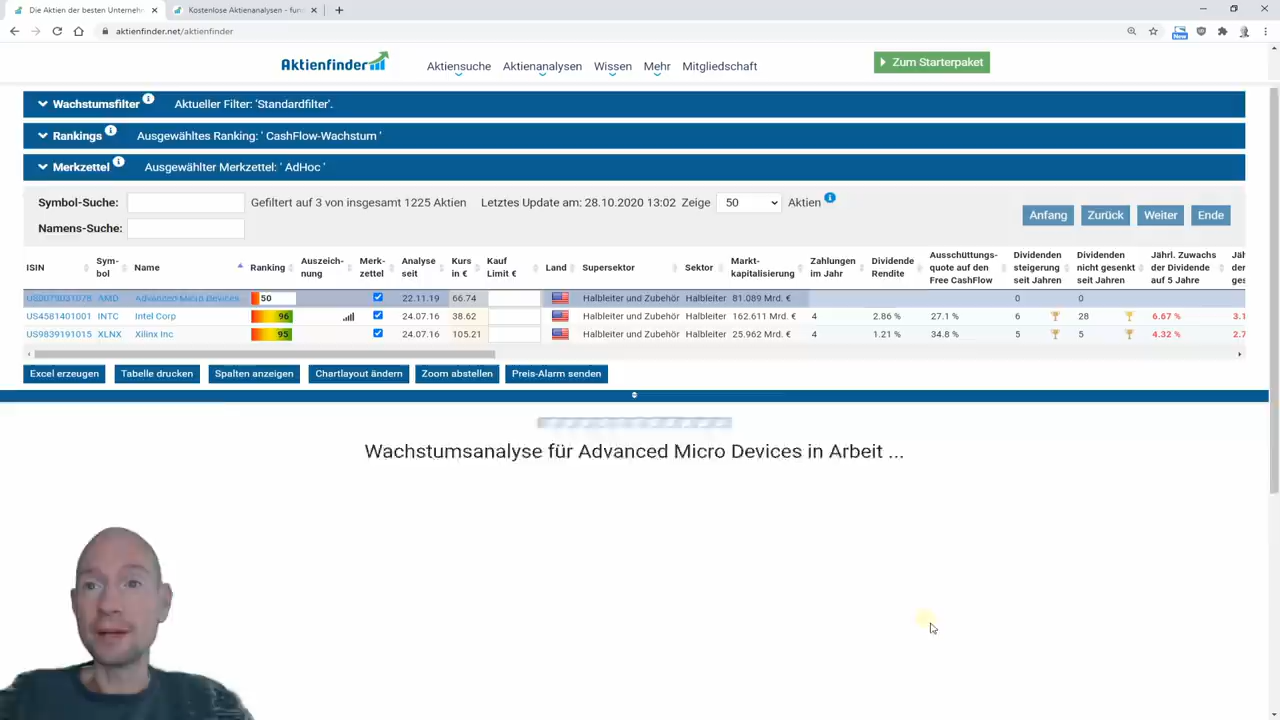 Die Aktien der besten Unternehm
Kostenlose Aktienanalysen - fun
aktienfinder.net/aktienfinder
New
Aktienfinder
Aktiensuche Aktienanalysen Wissen Mehr Mitgliedschaft
Zum Starterpaket
Wachstumsfilter Aktueller Filter: 'Standardfilter'.
Rankings Ausgewähltes Ranking: ' CashFlow-Wachstum '
Merkzettel Ausgewählter Merkzettel: ' AdHoc '
Symbol-Suche: Gefiltert auf 3 von insgesamt 1225 Aktien Letztes Update am: 28.10.2020 13:02 Zeige 50 Aktien
Namens-Suche:
Anfang Zurück Weiter Ende
ISIN Sym-bol Name Ranking Auszeich-nung Merk-zettel Analyse seit Kurs in € Kauf Limit € Land Supersektor Sektor Markt-kapitalisierung Zahlungen im Jahr Dividende Rendite Ausschüttungs-quote auf den Free CashFlow Dividenden steigerung seit Jahren Dividenden nicht gesenkt seit Jahren Jährl. Zuwachs der Dividende auf 5 Jahre
US0079031078 AMD Advanced Micro Devices 50 22.11.19 66.74 Halbleiter und Zubehör Halbleiter 81.089 Mrd. € 0 0
US4581401001 INTC Intel Corp 96 24.07.16 38.62 Halbleiter und Zubehör Halbleiter 162.611 Mrd. € 4 2.86 % 27.1 % 6 28 6.67 % 3.1
US9839191015 XLNX Xilinx Inc 95 24.07.16 105.21 Halbleiter und Zubehör Halbleiter 25.962 Mrd. € 4 1.21 % 34.8 % 5 5 4.32 % 2.7
Excel erzeugen Tabelle drucken Spalten anzeigen Chartlayout ändern Zoom abstellen Preis-Alarm senden
Wachstumsanalyse für Advanced Micro Devices in Arbeit ...